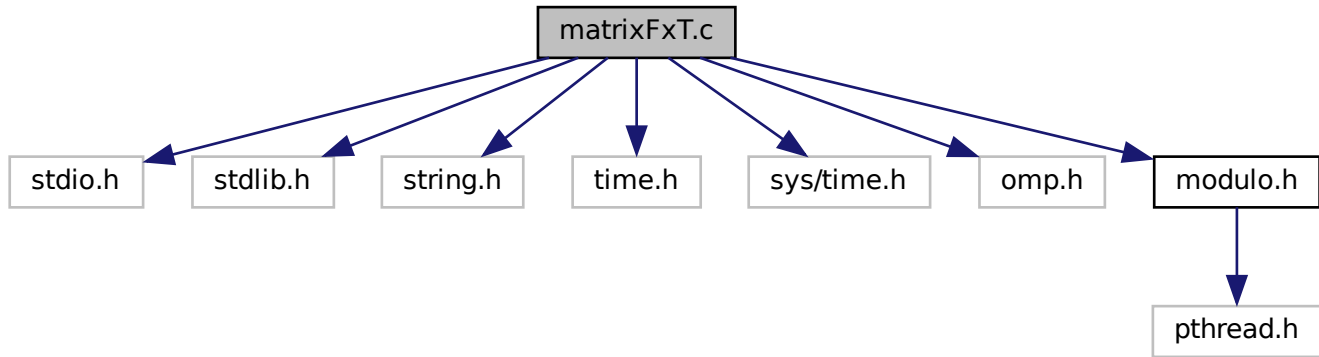 matrixFxT.c
stdio.h
stdlib.h
string.h
time.h
sys/time.h
omp.h
modulo.h
pthread.h